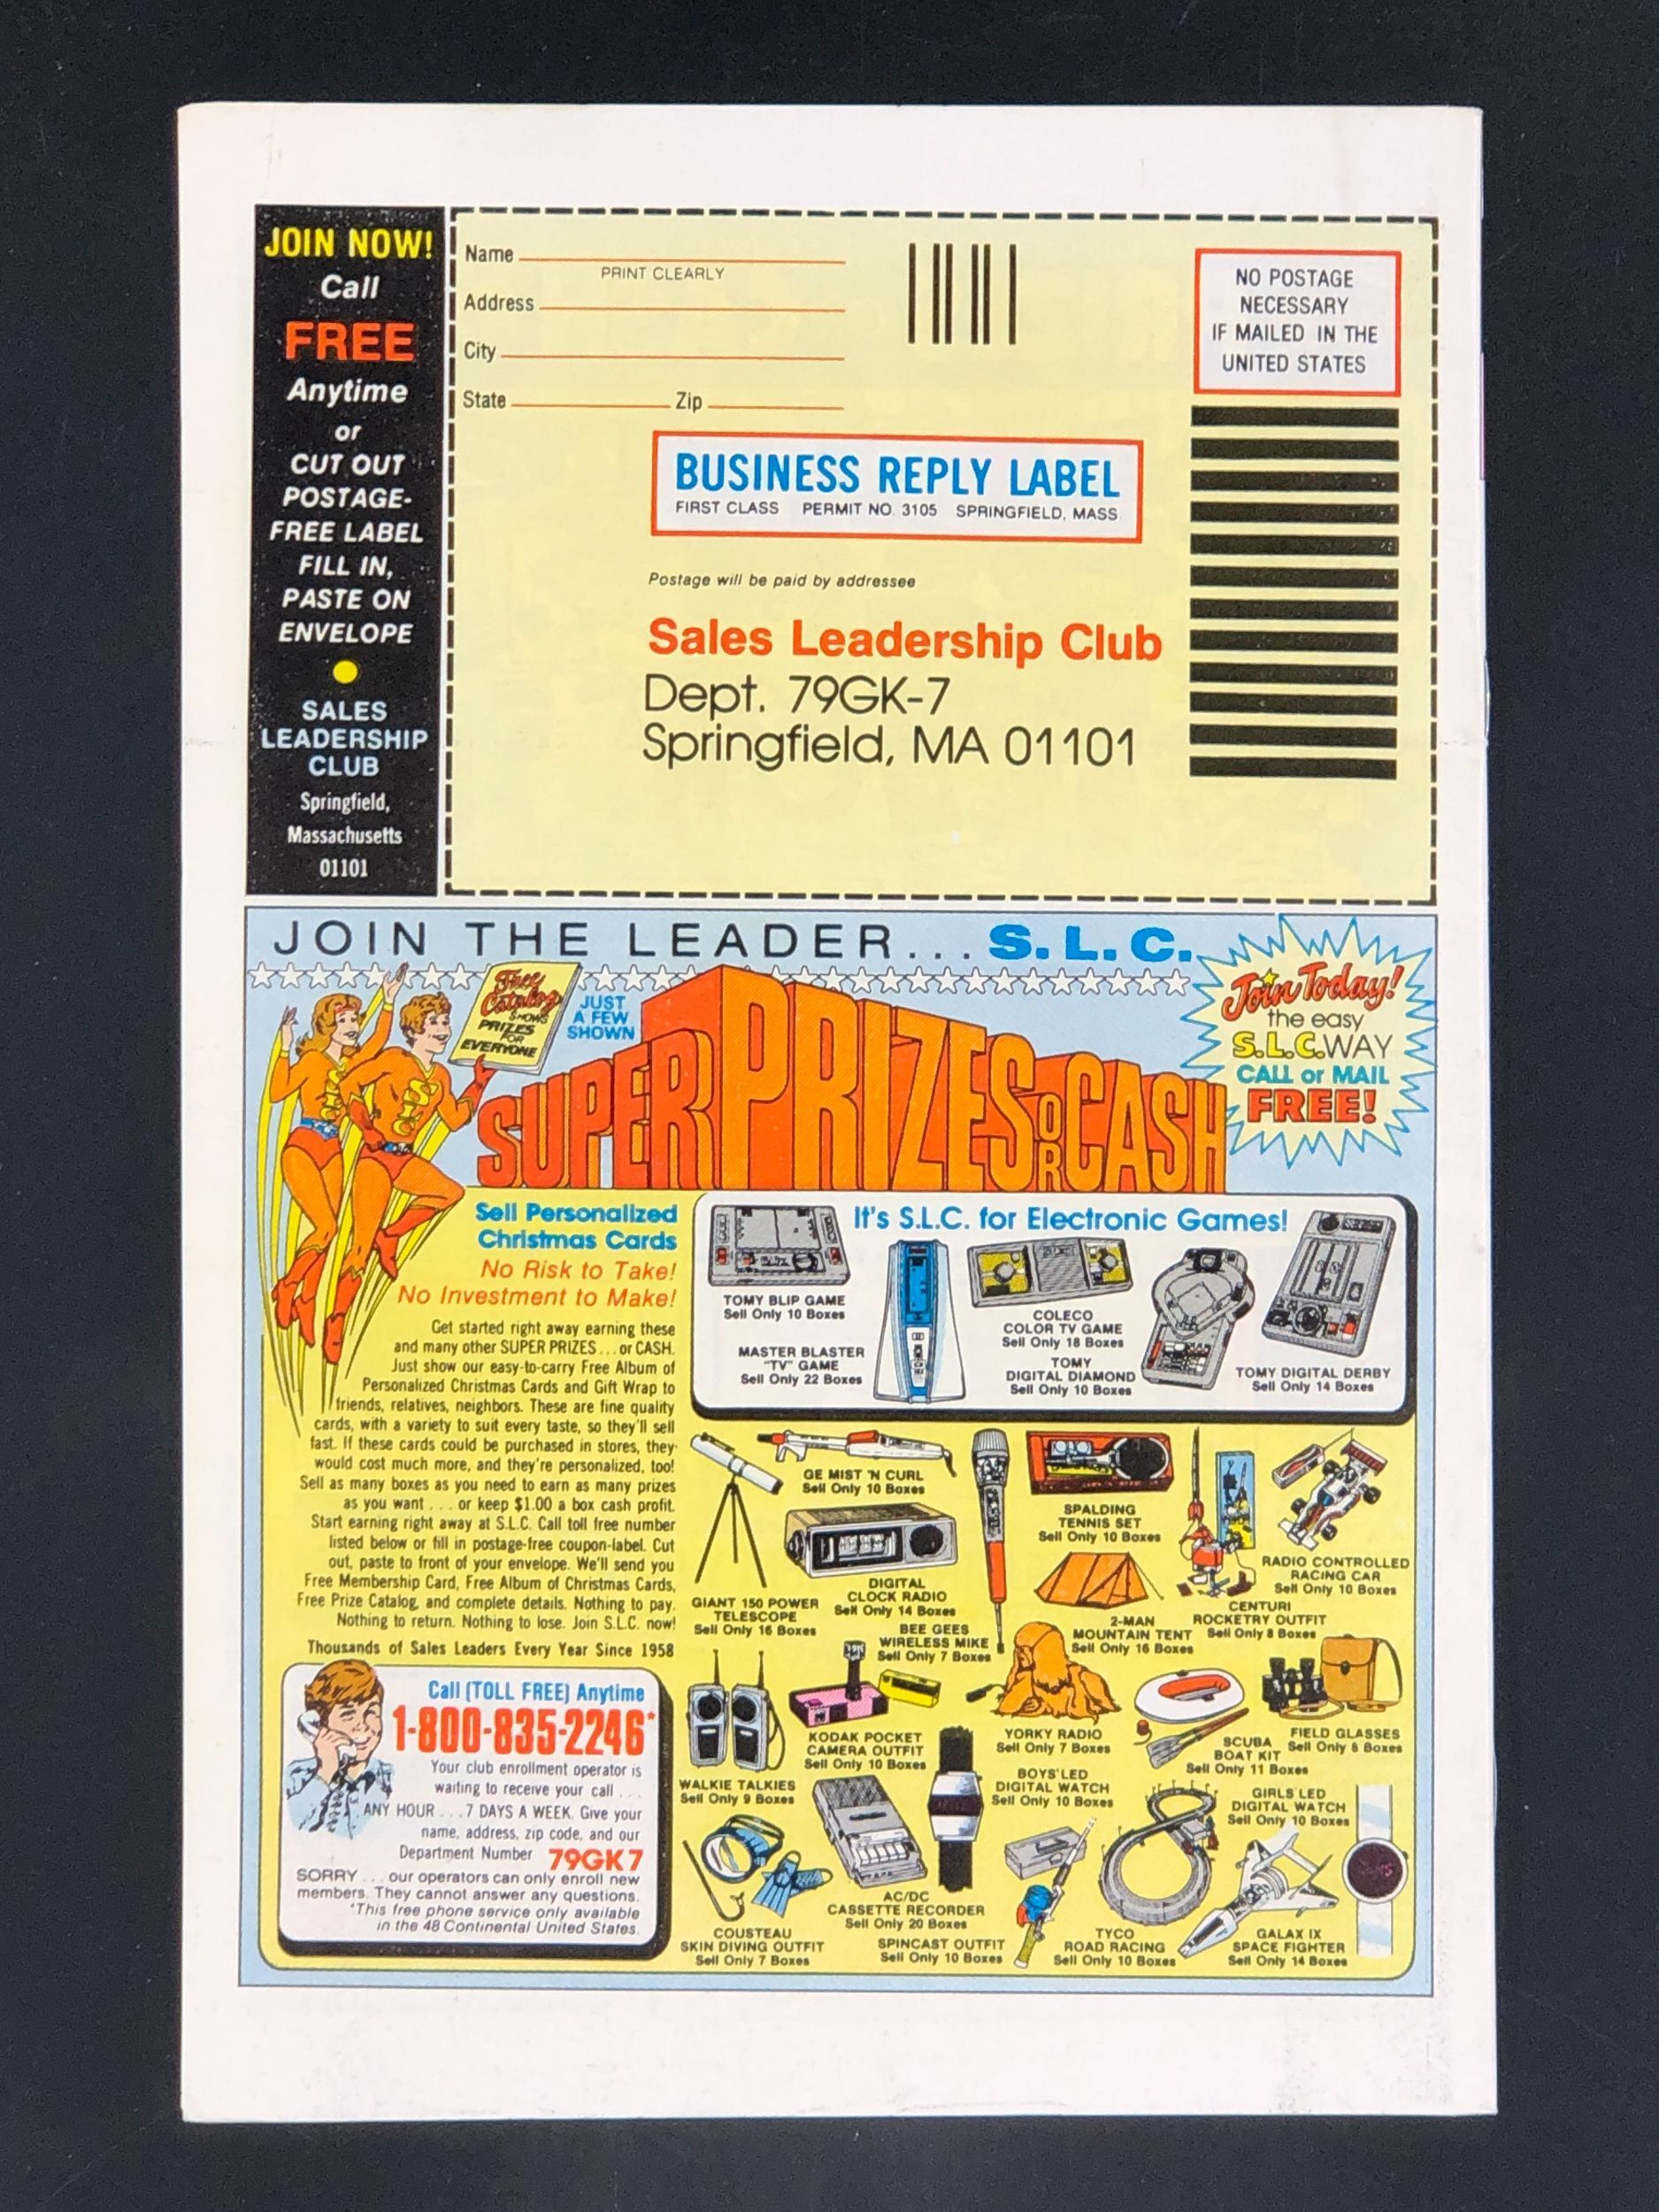 JOIN NOW!
Call
FREE
Anytime
or
CUT OUT
POSTAGE-
FREE LABEL
FILL IN,
PASTE ON
ENVELOPE
SALES
LEADERSHIP
CLUB
Springfield,
Massachusetts
01101
Name
PRINT CLEARLY
Address
City
State Zip
NO POSTAGE
NECESSARY
IF MAILED IN THE
UNITED STATES
BUSINESS REPLY LABEL
FIRST CLASS PERMIT NO. 3105 SPRINGFIELD, MASS.
Postage will be paid by addressee
Sales Leadership Club
Dept. 79GK-7
Springfield, MA 01101
JOIN THE LEADER... S.L.C.
Free
Catalog
SHOWS
PRIZES
FOR
EVERYONE
JUST
A FEW
SHOWN
SUPER PRIZES OR CASH
Join Today!
the easy
S.L.C. WAY
CALL or MAIL
FREE!
SLC
SLC
Sell Personalized
Christmas Cards
No Risk to Take!
No Investment to Make!
Get started right away earning these
and many other SUPER PRIZES...or CASH.
Just show our easy-to-carry Free Album of
Personalized Christmas Cards and Gift Wrap to
friends, relatives, neighbors. These are fine quality
cards, with a variety to suit every taste, so they'll sell
fast. If these cards could be purchased in stores, they
would cost much more, and they're personalized, too!
Sell as many boxes as you need to earn as many prizes
as you want . . . or keep $1.00 a box cash profit.
Start earning right away at S.L.C. Call toll free number
listed below or fill in postage-free coupon-label. Cut
out, paste to front of your envelope. We'll send you
Free Membership Card, Free Album of Christmas Cards,
Free Prize Catalog, and complete details. Nothing to pay.
Nothing to return. Nothing to lose. Join S.L.C. now!
Thousands of Sales Leaders Every Year Since 1958
Call (TOLL FREE) Anytime
1-800-835-2246*
Your club enrollment operator is
waiting to receive your call . . .
ANY HOUR . . . 7 DAYS A WEEK. Give your
name, address, zip code, and our
Department Number 79GK7
SORRY . . . our operators can only enroll new
members. They cannot answer any questions.
*This free phone service only available
in the 48 Continental United States.
It's S.L.C. for Electronic Games!
TOMY BLIP GAME
Sell Only 10 Boxes
MASTER BLASTER
"TV" GAME
Sell Only 22 Boxes
COLECO
COLOR TV GAME
Sell Only 18 Boxes
TOMY
DIGITAL DIAMOND
Sell Only 10 Boxes
TOMY DIGITAL DERBY
Sell Only 14 Boxes
GE MIST 'N CURL
Sell Only 10 Boxes
SPALDING
TENNIS SET
Sell Only 10 Boxes
RADIO CONTROLLED
RACING CAR
Sell Only 10 Boxes
GIANT 150 POWER
TELESCOPE
Sell Only 16 Boxes
DIGITAL
CLOCK RADIO
Sell Only 14 Boxes
BEE GEES
WIRELESS MIKE
Sell Only 7 Boxes
2-MAN
MOUNTAIN TENT
Sell Only 16 Boxes
CENTURI
ROCKETRY OUTFIT
Sell Only 8 Boxes
WALKIE TALKIES
Sell Only 9 Boxes
KODAK POCKET
CAMERA OUTFIT
Sell Only 10 Boxes
YORKY RADIO
Sell Only 7 Boxes
SCUBA
BOAT KIT
Sell Only 11 Boxes
FIELD GLASSES
Sell Only 6 Boxes
BOYS' LED
DIGITAL WATCH
Sell Only 10 Boxes
GIRLS' LED
DIGITAL WATCH
Sell Only 10 Boxes
COUSTEAU
SKIN DIVING OUTFIT
Sell Only 7 Boxes
AC/DC
CASSETTE RECORDER
Sell Only 20 Boxes
SPINCAST OUTFIT
Sell Only 10 Boxes
TYCO
ROAD RACING
Sell Only 10 Boxes
GALAX IX
SPACE FIGHTER
Sell Only 14 Boxes